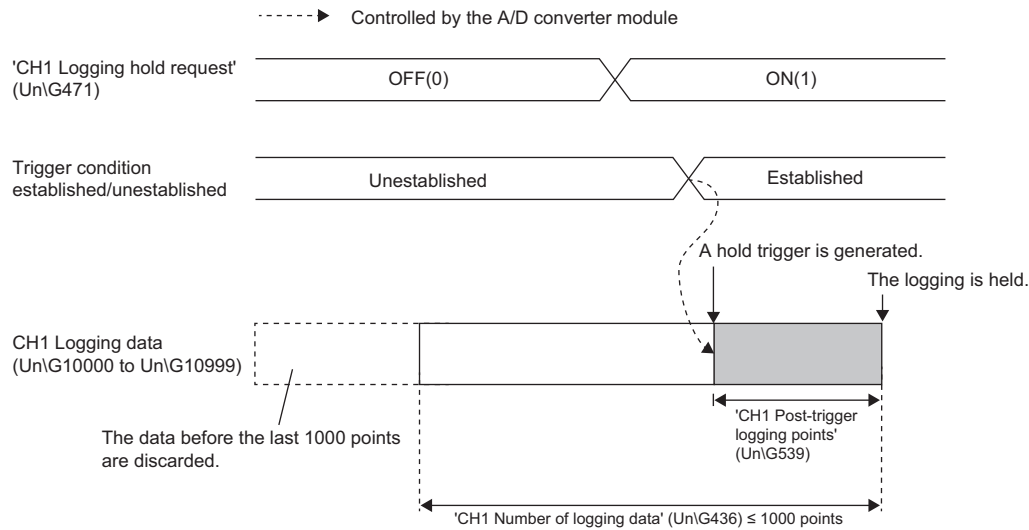 Controlled by the A/D converter module
'CH1 Logging hold request'
(Un\G471)
OFF(0)
ON(1)
Trigger condition
established/unestablished
Unestablished
Established
A hold trigger is generated.
The logging is held.
CH1 Logging data
(Un\G10000 to Un\G10999)
The data before the last 1000 points
are discarded.
'CH1 Post-trigger
logging points'
(Un\G539)
'CH1 Number of logging data' (Un\G436) ≤ 1000 points